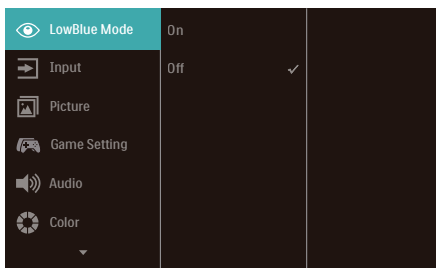 LowBlue Mode
On
Input
Off
Picture
Game Setting
Audio
Color